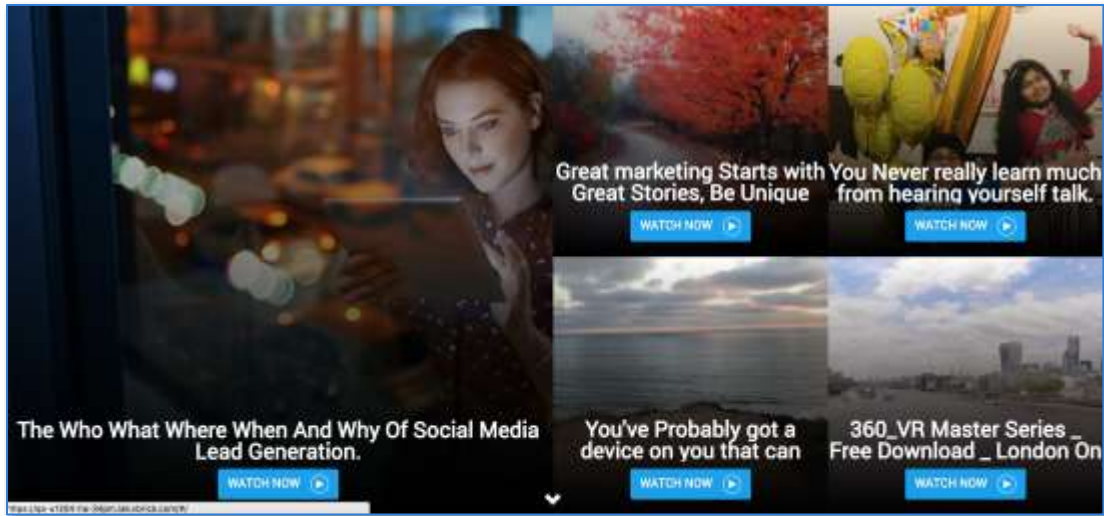 The Who What Where When And Why Of Social Media
Lead Generation.
WATCH NOW
Great marketing Starts with
Great Stories, Be Unique
WATCH NOW
You Never really learn much
from hearing yourself talk.
WATCH NOW
You've Probably got a
device on you that can
WATCH NOW
360_VR Master Series _
Free Download _ London On
WATCH NOW